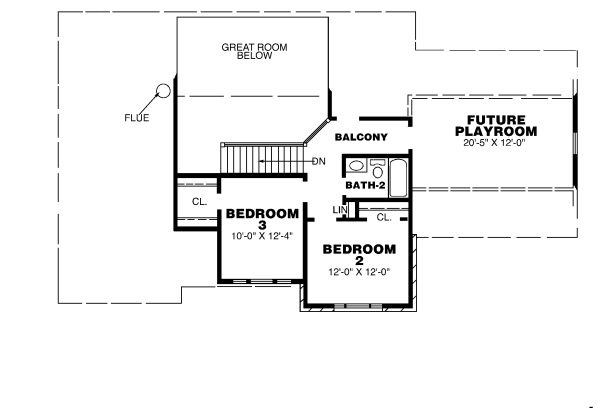 GREAT ROOM
BELOW
FLUE
FUTURE
PLAYROOM
20'-5" X 12'-0"
BALCONY
DN
BATH-2
CL.
LIN
CL.
BEDROOM
3
10'-0" X 12'-4"
BEDROOM
2
12'-0" X 12'-0"